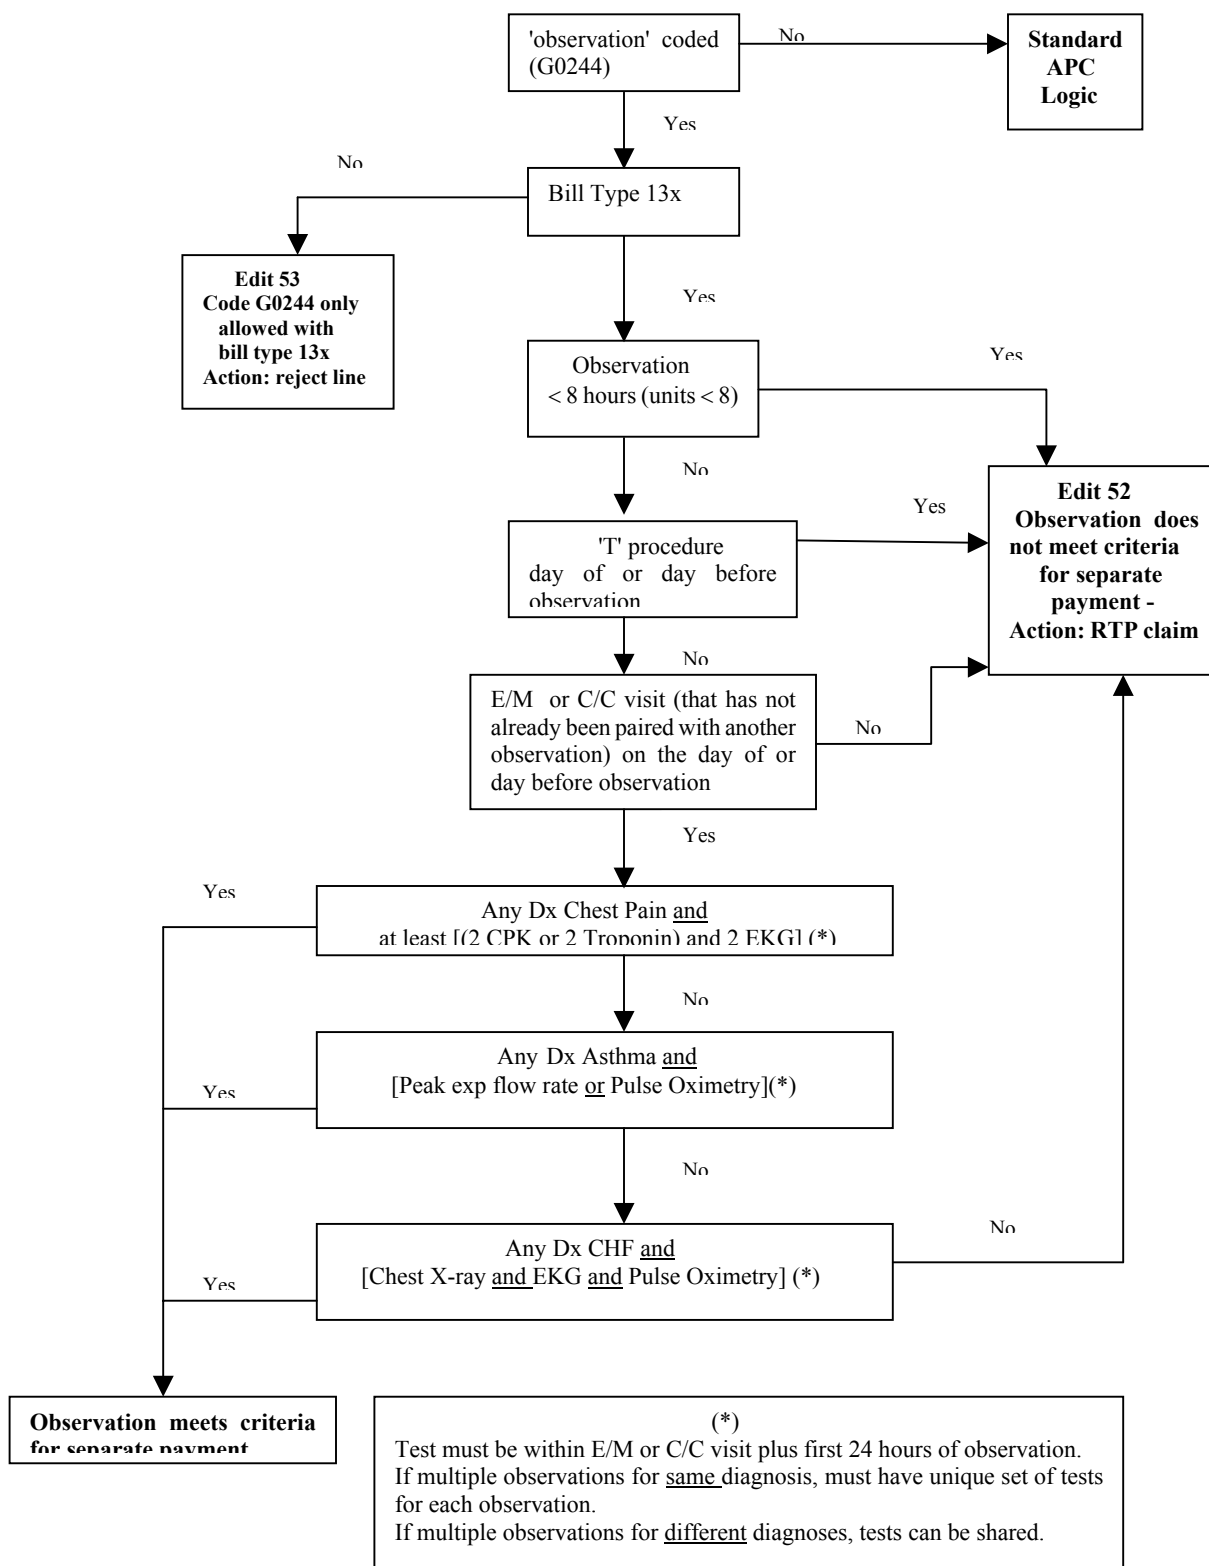 'observation' coded
(G0244)
No
Standard
APC
Logic
Yes
No
Bill Type 13x
Edit 53
Code G0244 only
allowed with
bill type 13x
Action: reject line
Yes
Observation
< 8 hours (units < 8)
Yes
No
'T' procedure
day of or day before
observation
Yes
Edit 52
Observation does
not meet criteria
for separate
payment -
Action: RTP claim
No
E/M or C/C visit (that has not
already been paired with another
observation) on the day of or
day before observation
No
Yes
Yes
Any Dx Chest Pain and
at least [(2 CPK or 2 Troponin) and 2 EKG] (*)
No
Any Dx Asthma and
[Peak exp flow rate or Pulse Oximetry](*)
Yes
No
Any Dx CHF and
[Chest X-ray and EKG and Pulse Oximetry] (*)
No
Yes
Observation meets criteria
for separate payment
(*)
Test must be within E/M or C/C visit plus first 24 hours of observation.
If multiple observations for same diagnosis, must have unique set of tests
for each observation.
If multiple observations for different diagnoses, tests can be shared.